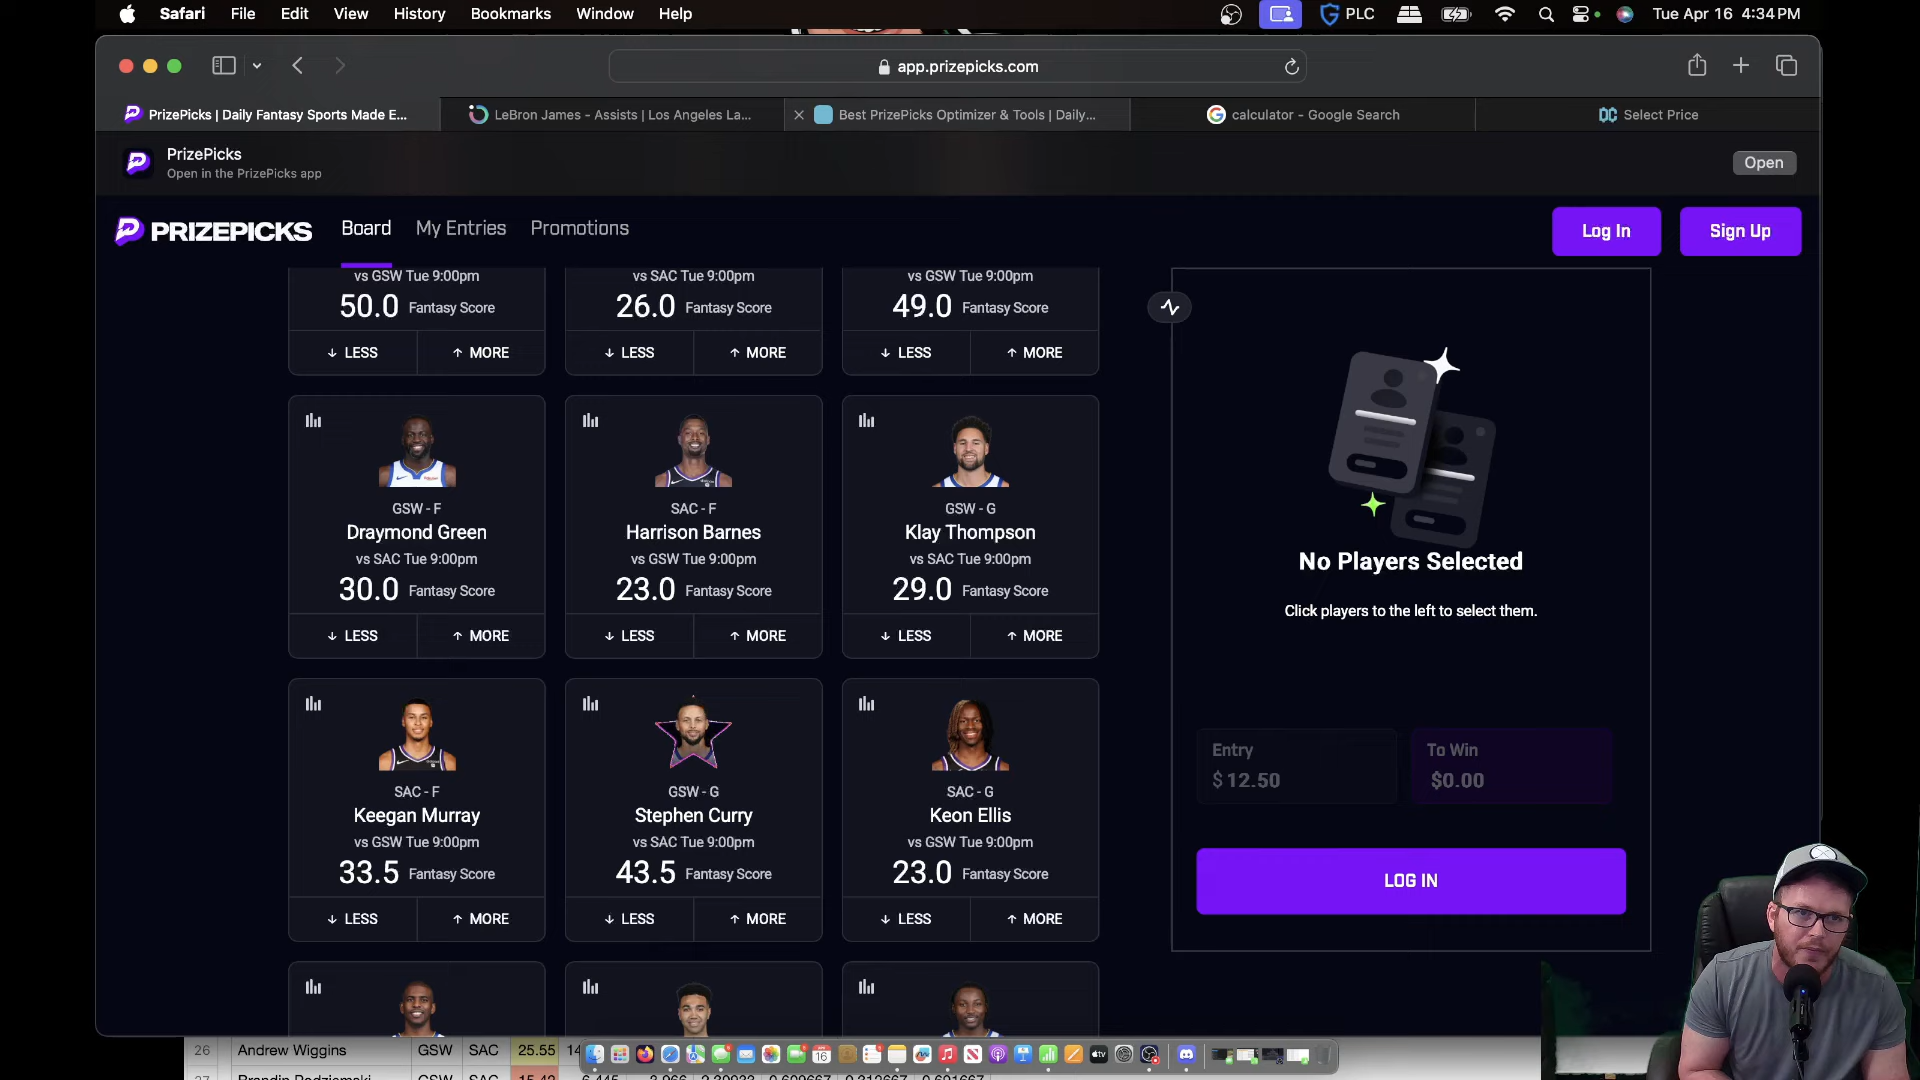 Safari File Edit View History Bookmarks Window Help
PLC Tue Apr 16 4:34 PM
app.prizepicks.com
PrizePicks | Daily Fantasy Sports Made E...
LeBron James - Assists | Los Angeles La...
Best PrizePicks Optimizer & Tools | Daily...
calculator - Google Search
Select Price
PrizePicks
Open in the PrizePicks app
Open
PRIZEPICKS Board My Entries Promotions Log In Sign Up
vs GSW Tue 9:00pm
50.0 Fantasy Score
↓ LESS ↑ MORE
vs SAC Tue 9:00pm
26.0 Fantasy Score
↓ LESS ↑ MORE
vs GSW Tue 9:00pm
49.0 Fantasy Score
↓ LESS ↑ MORE
GSW - F
Draymond Green
vs SAC Tue 9:00pm
30.0 Fantasy Score
↓ LESS ↑ MORE
SAC - F
Harrison Barnes
vs GSW Tue 9:00pm
23.0 Fantasy Score
↓ LESS ↑ MORE
GSW - G
Klay Thompson
vs SAC Tue 9:00pm
29.0 Fantasy Score
↓ LESS ↑ MORE
SAC - F
Keegan Murray
vs GSW Tue 9:00pm
33.5 Fantasy Score
↓ LESS ↑ MORE
GSW - G
Stephen Curry
vs SAC Tue 9:00pm
43.5 Fantasy Score
↓ LESS ↑ MORE
SAC - G
Keon Ellis
vs GSW Tue 9:00pm
23.0 Fantasy Score
↓ LESS ↑ MORE
No Players Selected
Click players to the left to select them.
Entry
$ 12.50
To Win
$0.00
LOG IN
26 Andrew Wiggins GSW SAC 25.55